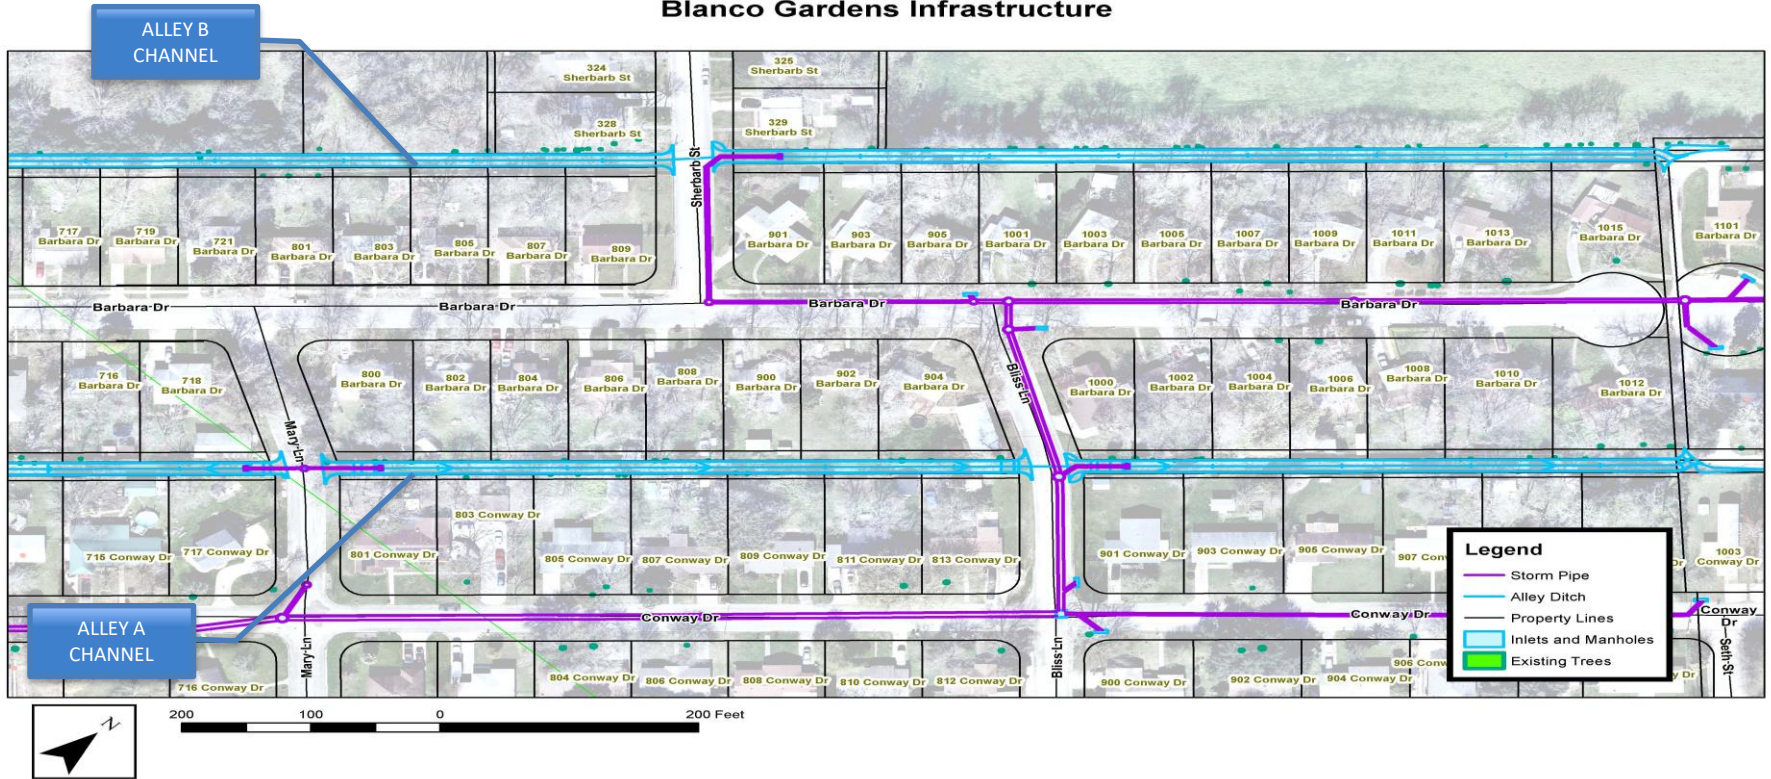 Blanco Gardens Infrastructure
ALLEY B
CHANNEL
324
Sherbarb St
325
Sherbarb St
328
Sherbarb St
329
Sherbarb St
Sherbarb St
717
Barbara Dr
719
Barbara Dr
721
Barbara Dr
801
Barbara Dr
803
Barbara Dr
805
Barbara Dr
807
Barbara Dr
809
Barbara Dr
901
Barbara Dr
903
Barbara Dr
905
Barbara Dr
1001
Barbara Dr
1003
Barbara Dr
1005
Barbara Dr
1007
Barbara Dr
1009
Barbara Dr
1011
Barbara Dr
1013
Barbara Dr
1015
Barbara Dr
1101
Barbara Dr
Barbara Dr
Barbara Dr
Barbara Dr
Barbara Dr
716
Barbara Dr
718
Barbara Dr
800
Barbara Dr
802
Barbara Dr
804
Barbara Dr
806
Barbara Dr
808
Barbara Dr
900
Barbara Dr
902
Barbara Dr
904
Barbara Dr
Bliss Ln
1000
Barbara Dr
1002
Barbara Dr
1004
Barbara Dr
1006
Barbara Dr
1008
Barbara Dr
1010
Barbara Dr
1012
Barbara Dr
Mary Ln
715 Conway Dr
717 Conway Dr
801 Conway Dr
803 Conway Dr
805 Conway Dr
807 Conway Dr
809 Conway Dr
811 Conway Dr
813 Conway Dr
901 Conway Dr
903 Conway Dr
905 Conway Dr
907 Con
1003
Conway Dr
ALLEY A
CHANNEL
Conway Dr
Conway Dr
Conway
Dr
Mary Ln
Bliss Ln
Seth St
716 Conway Dr
804 Conway Dr
806 Conway Dr
808 Conway Dr
810 Conway Dr
812 Conway Dr
900 Conway Dr
902 Conway Dr
904 Conway Dr
906 Conw
Legend
Storm Pipe
Alley Ditch
Property Lines
Inlets and Manholes
Existing Trees
N
200 100 0 200 Feet